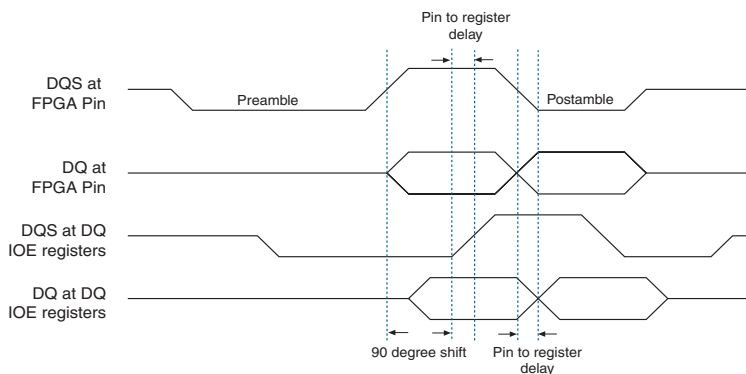 Pin to register
delay
DQS at
FPGA Pin
Preamble
Postamble
DQ at
FPGA Pin
DQS at DQ
IOE registers
DQ at DQ
IOE registers
90 degree shift
Pin to register
delay